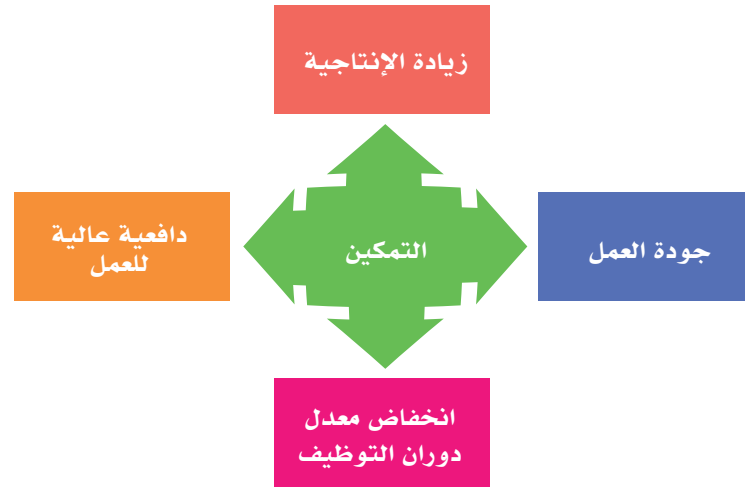 زيادة الإنتاجية
جودة العمل
التمكين
دافعية عالية
للعمل
انخفاض معدل
دوران التوظيف